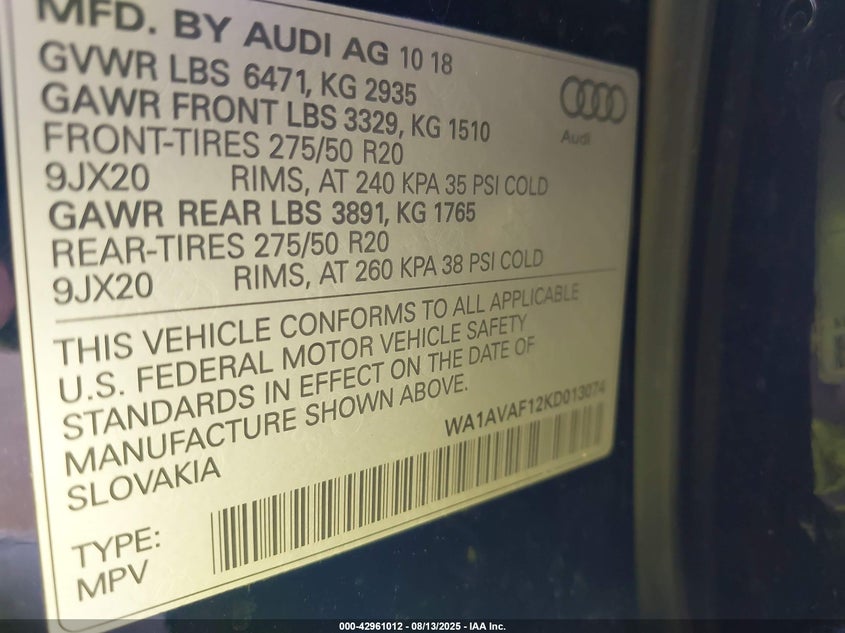 MFD. BY AUDI AG 10 18
GVWR LBS 6471, KG 2935
GAWR FRONT LBS 3329, KG 1510
FRONT-TIRES 275/50 R20
9JX20 RIMS, AT 240 KPA 35 PSI COLD
GAWR REAR LBS 3891, KG 1765
REAR-TIRES 275/50 R20
9JX20 RIMS, AT 260 KPA 38 PSI COLD
Audi
THIS VEHICLE CONFORMS TO ALL APPLICABLE
U.S. FEDERAL MOTOR VEHICLE SAFETY
STANDARDS IN EFFECT ON THE DATE OF
MANUFACTURE SHOWN ABOVE.
SLOVAKIA
WA1AVAF12KD013074
TYPE:
MPV
000-42961012 - 08/13/2025 - IAA Inc.